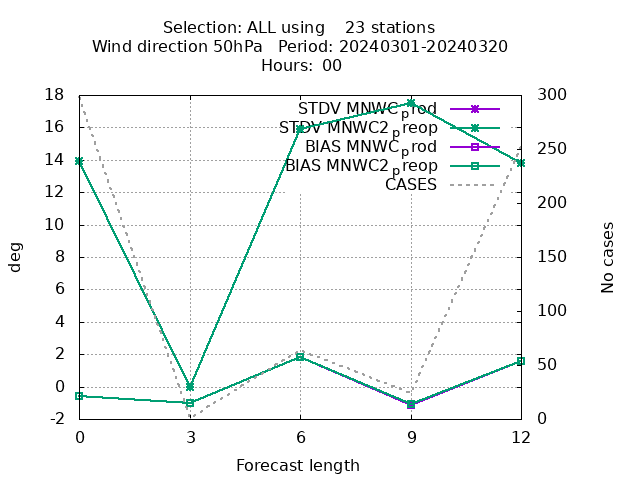 Selection: ALL using    23 stations
Wind direction 50hPa   Period: 20240301-20240320
Hours: 00
STDV MNWC_prod
STDV MNWC2_preop
BIAS MNWC_prod
BIAS MNWC2_preop
CASES
18
16
14
12
10
8
6
4
2
0
-2
deg
300
250
200
150
100
50
0
No cases
0 3 6 9 12
Forecast length